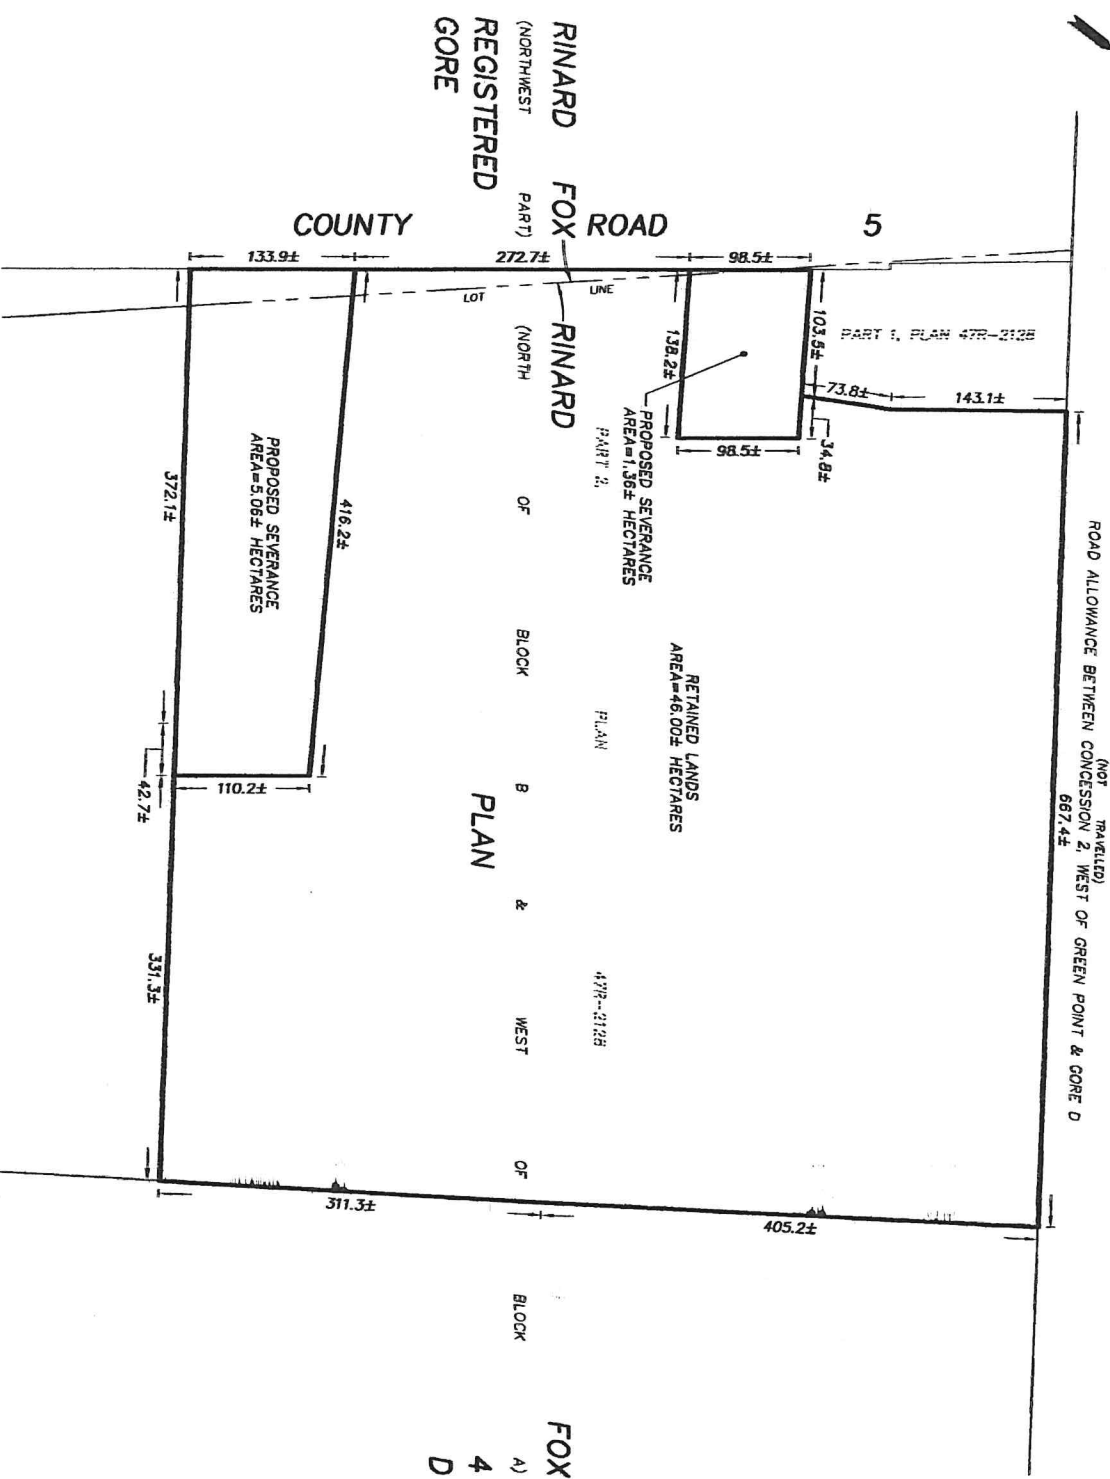 ROAD ALLOWANCE BETWEEN CONCESSION 2, WEST OF GREEN POINT & GORE D
(NOT TRAVELLED)
667.4±
COUNTY ROAD 5
133.9±
272.7±
98.5±
PART 1, PLAN 47R-2128
103.5±
73.8±
143.1±
34.8±
138.2±
98.5±
PROPOSED SEVERANCE
AREA=1.36± HECTARES
RETAINED LANDS
AREA=46.00± HECTARES
PART 2, PLAN 47R-2128
LOT LINE
RINARD FOX
RINARD
FOX
(NORTHWEST PART)
(NORTH OF BLOCK B & WEST OF BLOCK A)
REGISTERED PLAN 4
GORE D
416.2±
PROPOSED SEVERANCE
AREA=5.06± HECTARES
372.1±
110.2±
42.7±
331.3±
311.3±
405.2±